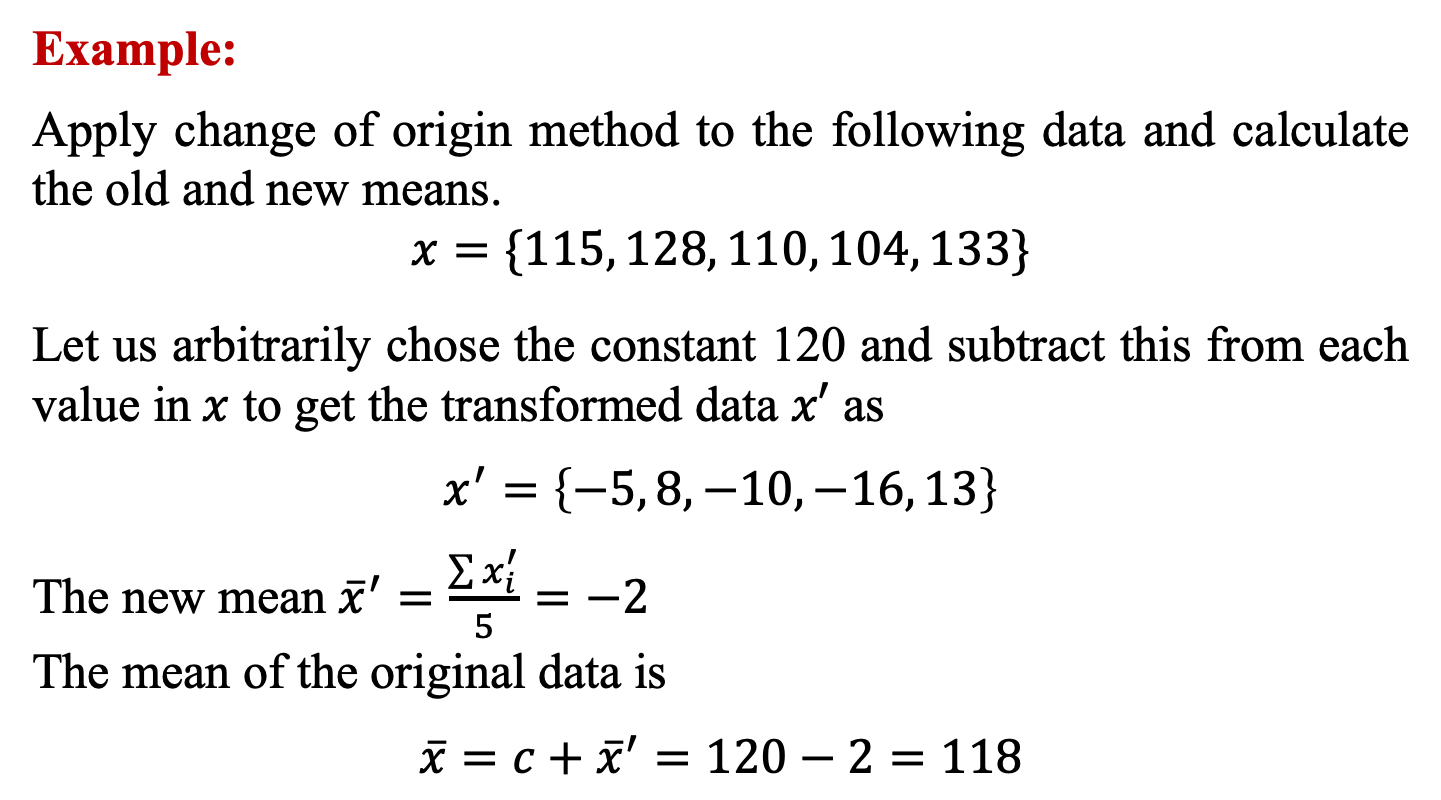 Example:
Apply change of origin method to the following data and calculate
the old and new means.
x = {115, 128, 110, 104, 133}
Let us arbitrarily chose the constant 120 and subtract this from each
value in x to get the transformed data x′ as
x′ = {−5, 8, −10, −16, 13}
The new mean x̄′ = ∑ x′ᵢ / 5 = −2
The mean of the original data is
x̄ = c + x̄′ = 120 − 2 = 118